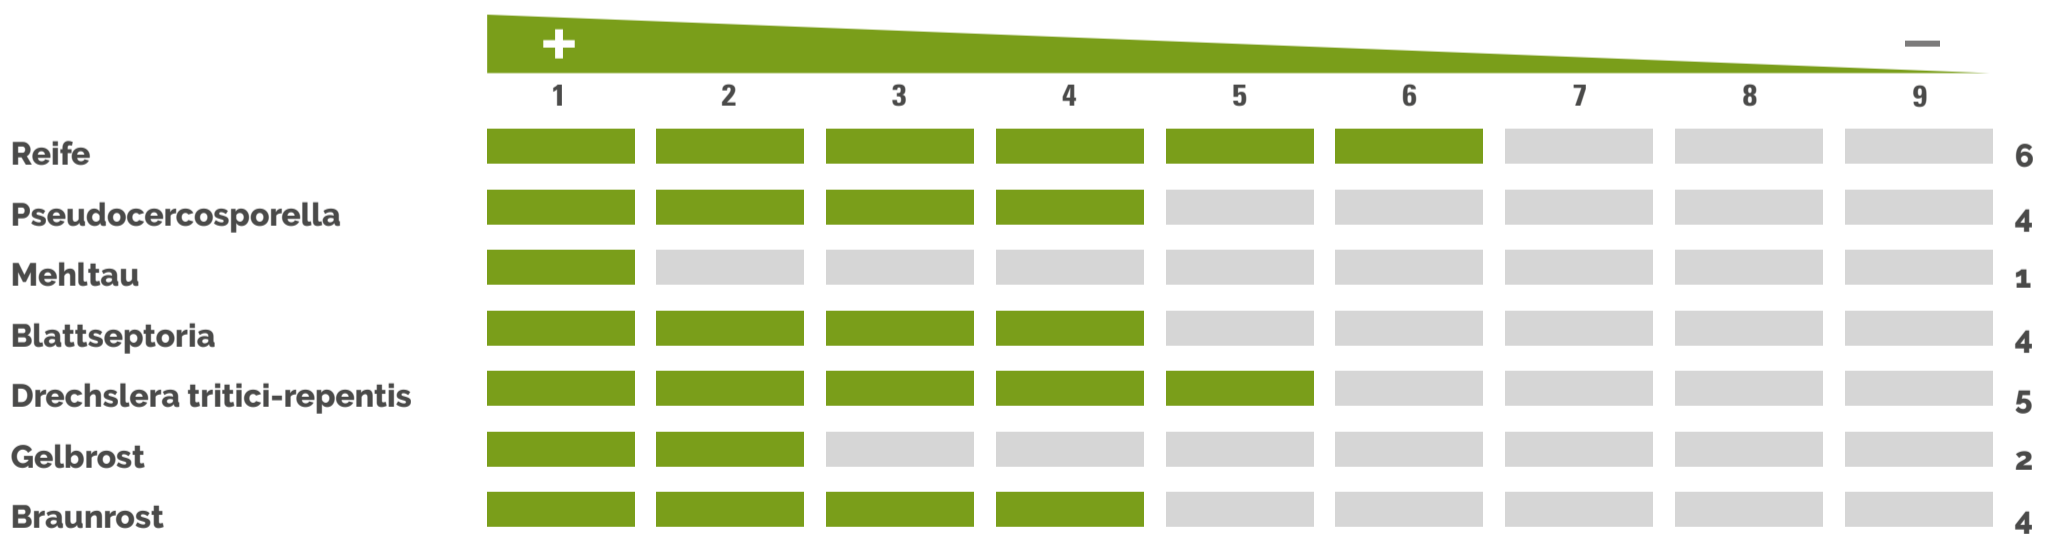 + −
1 2 3 4 5 6 7 8 9
Reife 6
Pseudocercosporella 4
Mehltau 1
Blattseptoria 4
Drechslera tritici-repentis 5
Gelbrost 2
Braunrost 4